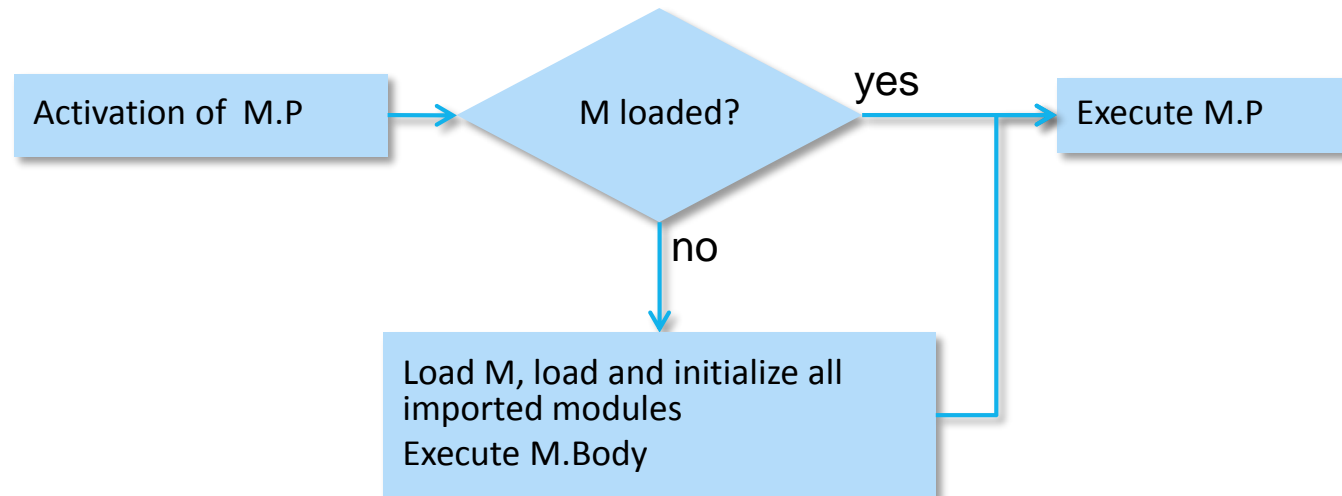 Activation of  M.P
M loaded?
yes
Execute M.P
no
Load M, load and initialize all
imported modules
Execute M.Body